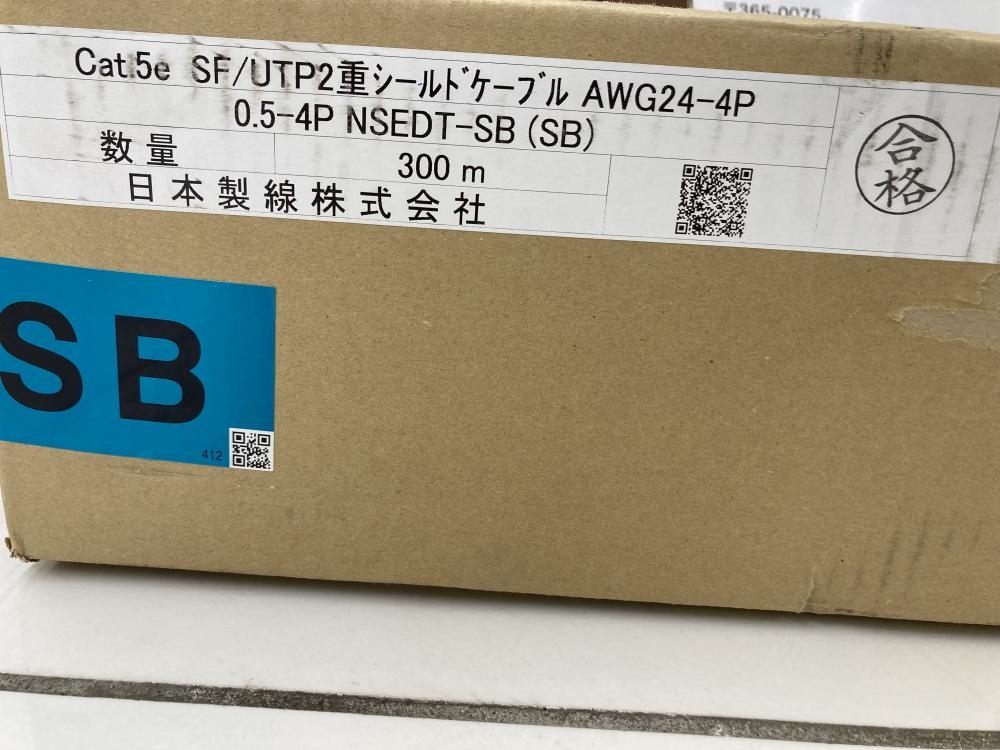 〒365-0075
Cat.5e SF/UTP2重シールドケーブル AWG24-4P
0.5-4P NSEDT-SB (SB)
数量 300 m
日本製線株式会社
合格
SB
412